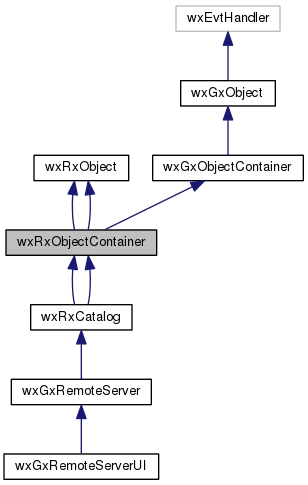 wxEvtHandler
wxGxObject
wxRxObject
wxGxObjectContainer
wxRxObjectContainer
wxRxCatalog
wxGxRemoteServer
wxGxRemoteServerUI